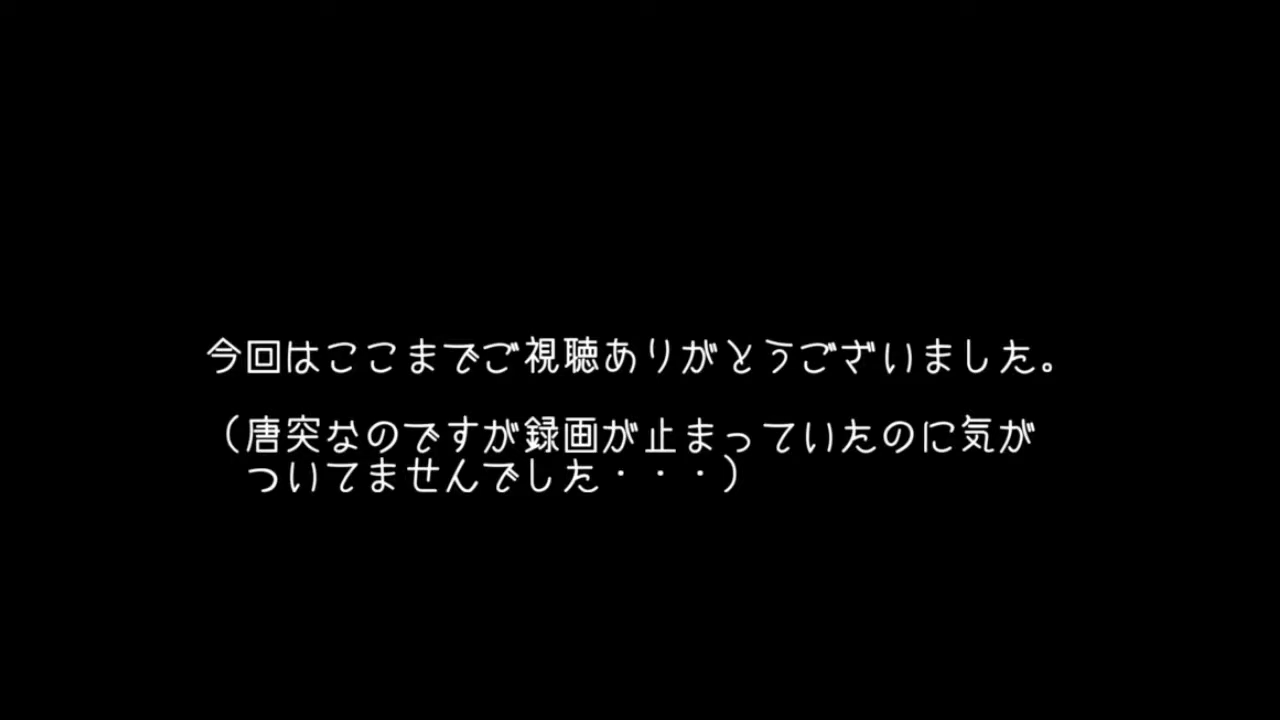 今回はここまでご視聴ありがとうございました。
（唐突なのですが録画が止まっていたのに気が
ついてませんでした・・・）